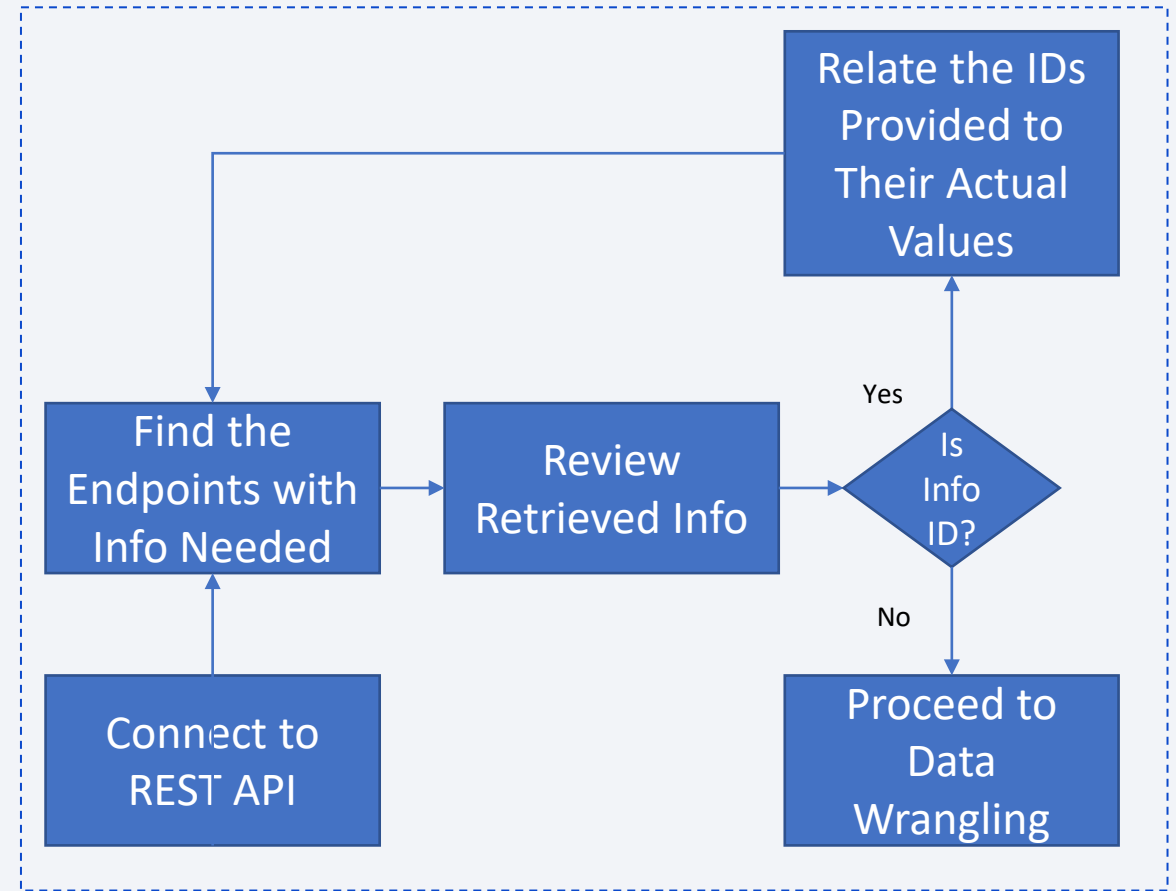 Relate the IDs
Provided to
Their Actual
Values
Yes
Find the
Endpoints with
Info Needed
Review
Retrieved Info
Is
Info
ID?
No
Connect to
REST API
Proceed to
Data
Wrangling